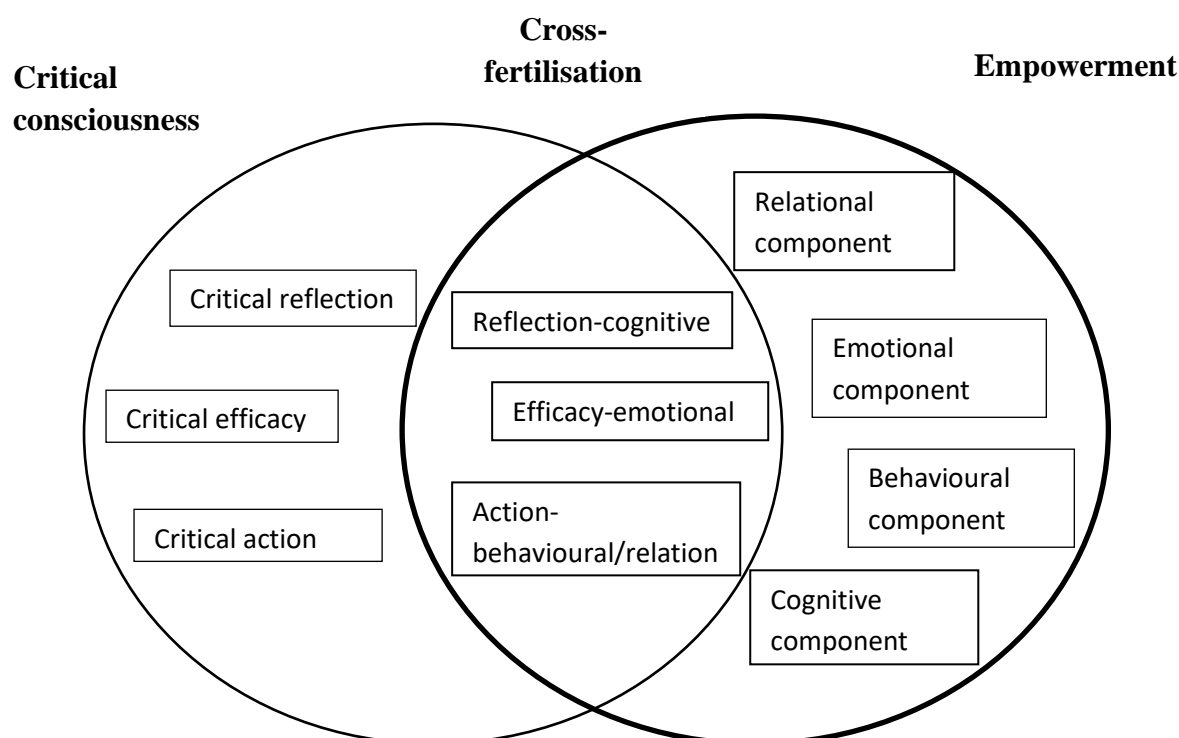 Critical
consciousness
Cross-
fertilisation
Empowerment
Critical reflection
Critical efficacy
Critical action
Reflection-cognitive
Efficacy-emotional
Action-
behavioural/relation
Relational
component
Emotional
component
Behavioural
component
Cognitive
component